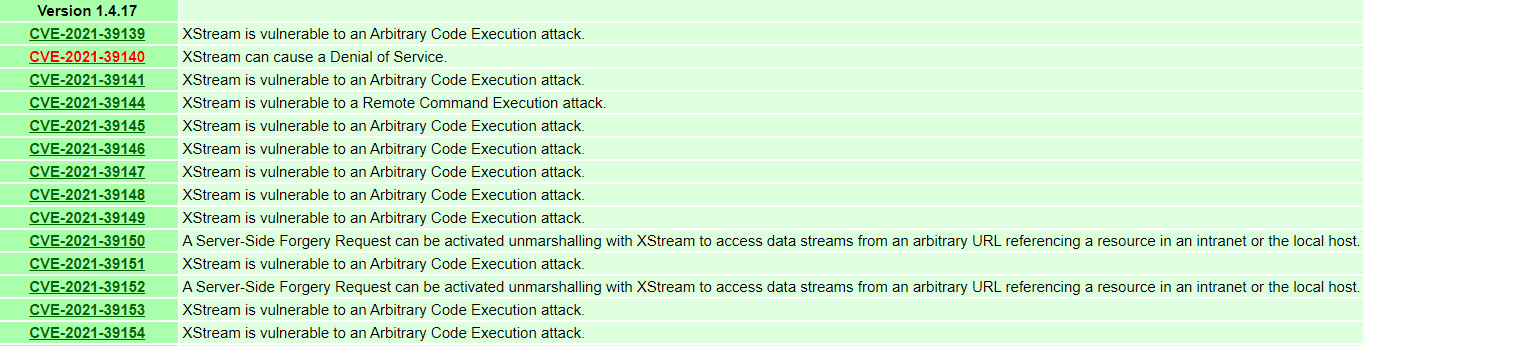 Version 1.4.17
CVE-2021-39139 XStream is vulnerable to an Arbitrary Code Execution attack.
CVE-2021-39140 XStream can cause a Denial of Service.
CVE-2021-39141 XStream is vulnerable to an Arbitrary Code Execution attack.
CVE-2021-39144 XStream is vulnerable to a Remote Command Execution attack.
CVE-2021-39145 XStream is vulnerable to an Arbitrary Code Execution attack.
CVE-2021-39146 XStream is vulnerable to an Arbitrary Code Execution attack.
CVE-2021-39147 XStream is vulnerable to an Arbitrary Code Execution attack.
CVE-2021-39148 XStream is vulnerable to an Arbitrary Code Execution attack.
CVE-2021-39149 XStream is vulnerable to an Arbitrary Code Execution attack.
CVE-2021-39150 A Server-Side Forgery Request can be activated unmarshalling with XStream to access data streams from an arbitrary URL referencing a resource in an intranet or the local host.
CVE-2021-39151 XStream is vulnerable to an Arbitrary Code Execution attack.
CVE-2021-39152 A Server-Side Forgery Request can be activated unmarshalling with XStream to access data streams from an arbitrary URL referencing a resource in an intranet or the local host.
CVE-2021-39153 XStream is vulnerable to an Arbitrary Code Execution attack.
CVE-2021-39154 XStream is vulnerable to an Arbitrary Code Execution attack.